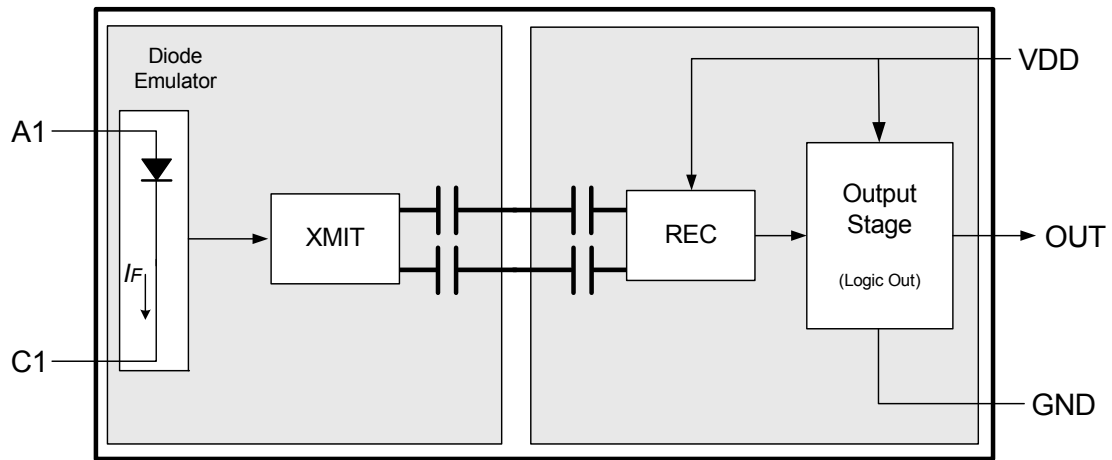 Diode
Emulator
A1
IF
C1
XMIT
REC
Output
Stage
(Logic Out)
VDD
OUT
GND